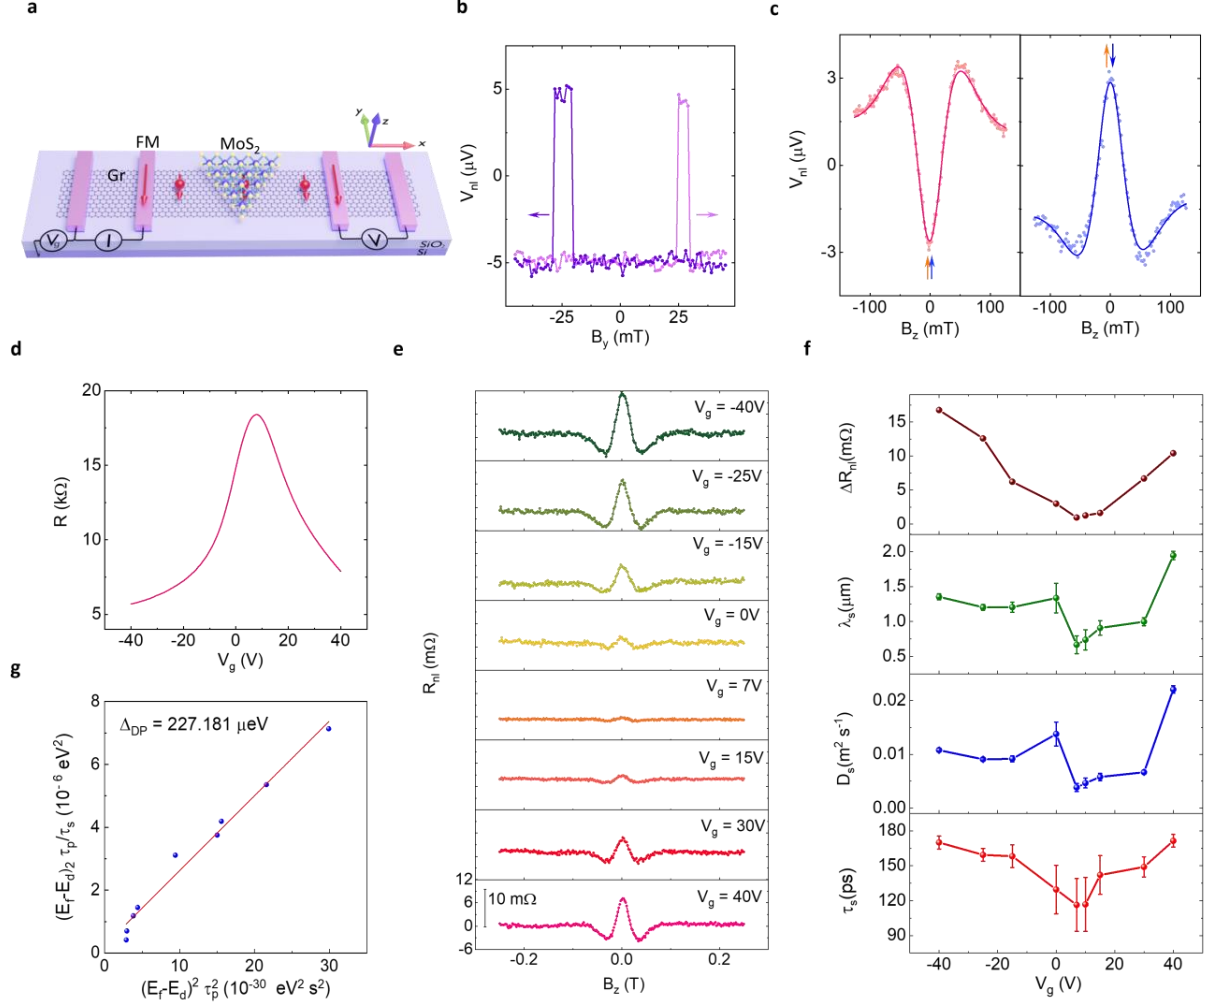 a
y
z
x
FM
MoS₂
Gr
Vg
I
V
SiO₂
Si
b
Vnl (μV)
5
0
-5
-25
0
25
By (mT)
c
Vnl (μV)
3
0
-3
-100
0
100
-100
0
100
Bz (mT)
Bz (mT)
d
R (kΩ)
20
15
10
5
-40
-20
0
20
40
Vg (V)
e
Vg = -40V
Vg = -25V
Vg = -15V
Vg = 0V
Vg = 7V
Vg = 15V
Vg = 30V
Vg = 40V
10 mΩ
12
6
0
-6
Rnl (mΩ)
-0.2
0.0
0.2
Bz (T)
f
ΔRnl(mΩ)
15
10
5
0
λs(μm)
2.0
1.5
1.0
0.5
Ds(m² s⁻¹)
0.02
0.01
0.00
τs(ps)
180
150
120
90
-40
-20
0
20
40
Vg (V)
g
ΔDP = 227.181 μeV
(Ef-Ed)₂ τp/τs (10⁻⁶ eV²)
8
6
4
2
0
0
10
20
30
(Ef-Ed)² τp² (10⁻³⁰ eV² s²)